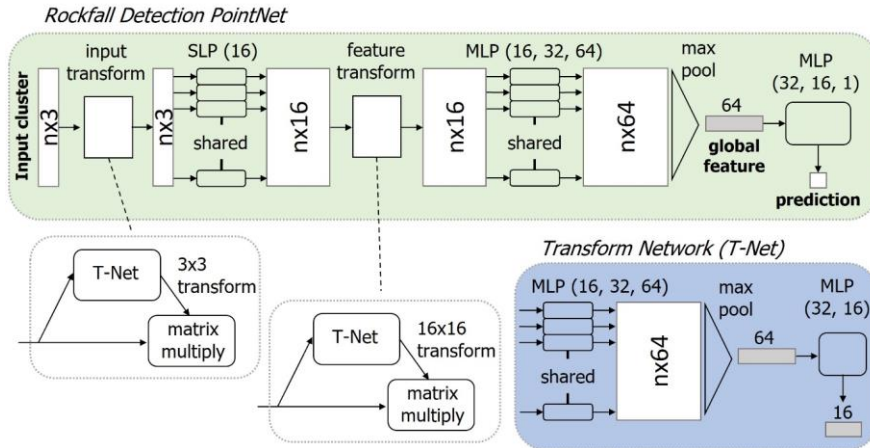 Rockfall Detection PointNet
Input cluster
nx3
input
transform
nx3
SLP (16)
shared
nx16
feature
transform
nx16
MLP (16, 32, 64)
shared
nx64
max
pool
64
global
feature
MLP
(32, 16, 1)
prediction
T-Net
3x3
transform
matrix
multiply
T-Net
16x16
transform
matrix
multiply
Transform Network (T-Net)
MLP (16, 32, 64)
shared
nx64
max
pool
64
MLP
(32, 16)
16